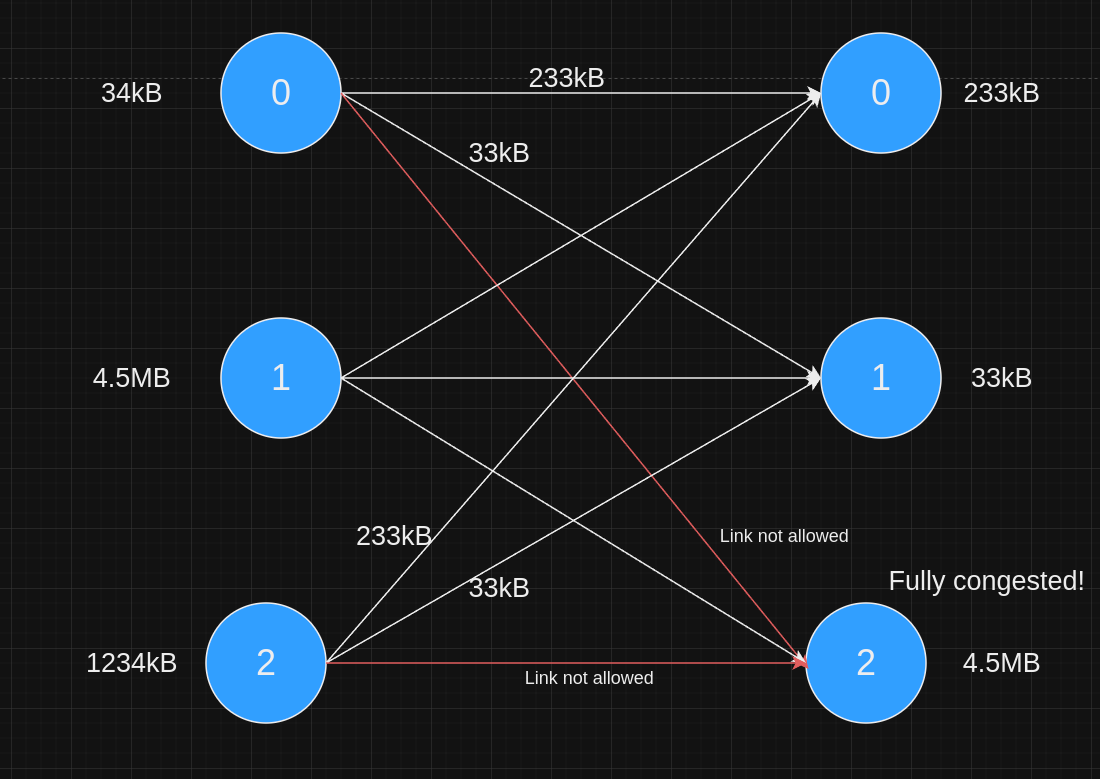 233kB
34kB
0
0
233kB
33kB
4.5MB
1
1
33kB
233kB
Link not allowed
Fully congested!
33kB
1234kB
2
2
4.5MB
Link not allowed